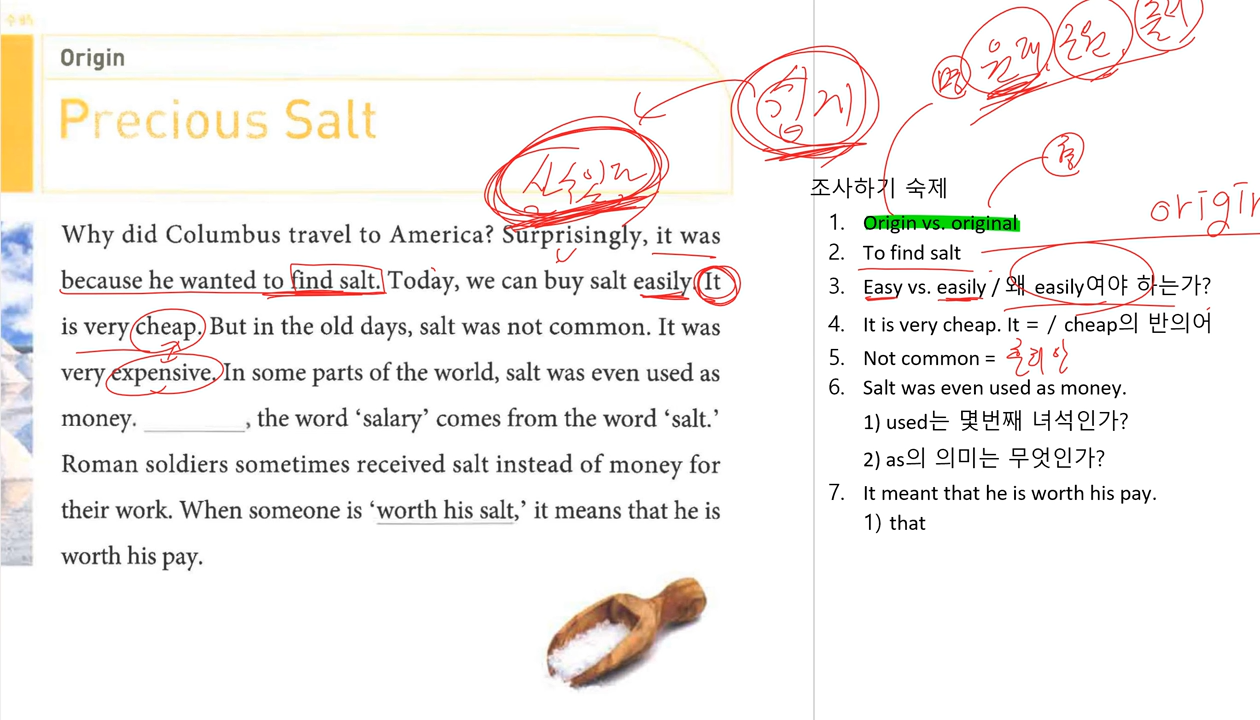 Origin
Precious Salt
Why did Columbus travel to America? Surprisingly, it was
because he wanted to find salt. Today, we can buy salt easily. It
is very cheap. But in the old days, salt was not common. It was
very expensive. In some parts of the world, salt was even used as
money. ________, the word ‘salary’ comes from the word ‘salt.’
Roman soldiers sometimes received salt instead of money for
their work. When someone is ‘worth his salt,’ it means that he is
worth his pay.
쉽게
명 유래, 근원, 출처
형
origin
조사하기 숙제
1. Origin vs. original
2. To find salt
3. Easy vs. easily / 왜 easily여야 하는가?
4. It is very cheap. It = / cheap의 반의어
5. Not common =
6. Salt was even used as money.
1) used는 몇번째 녀석인가?
2) as의 의미는 무엇인가?
7. It meant that he is worth his pay.
1) that